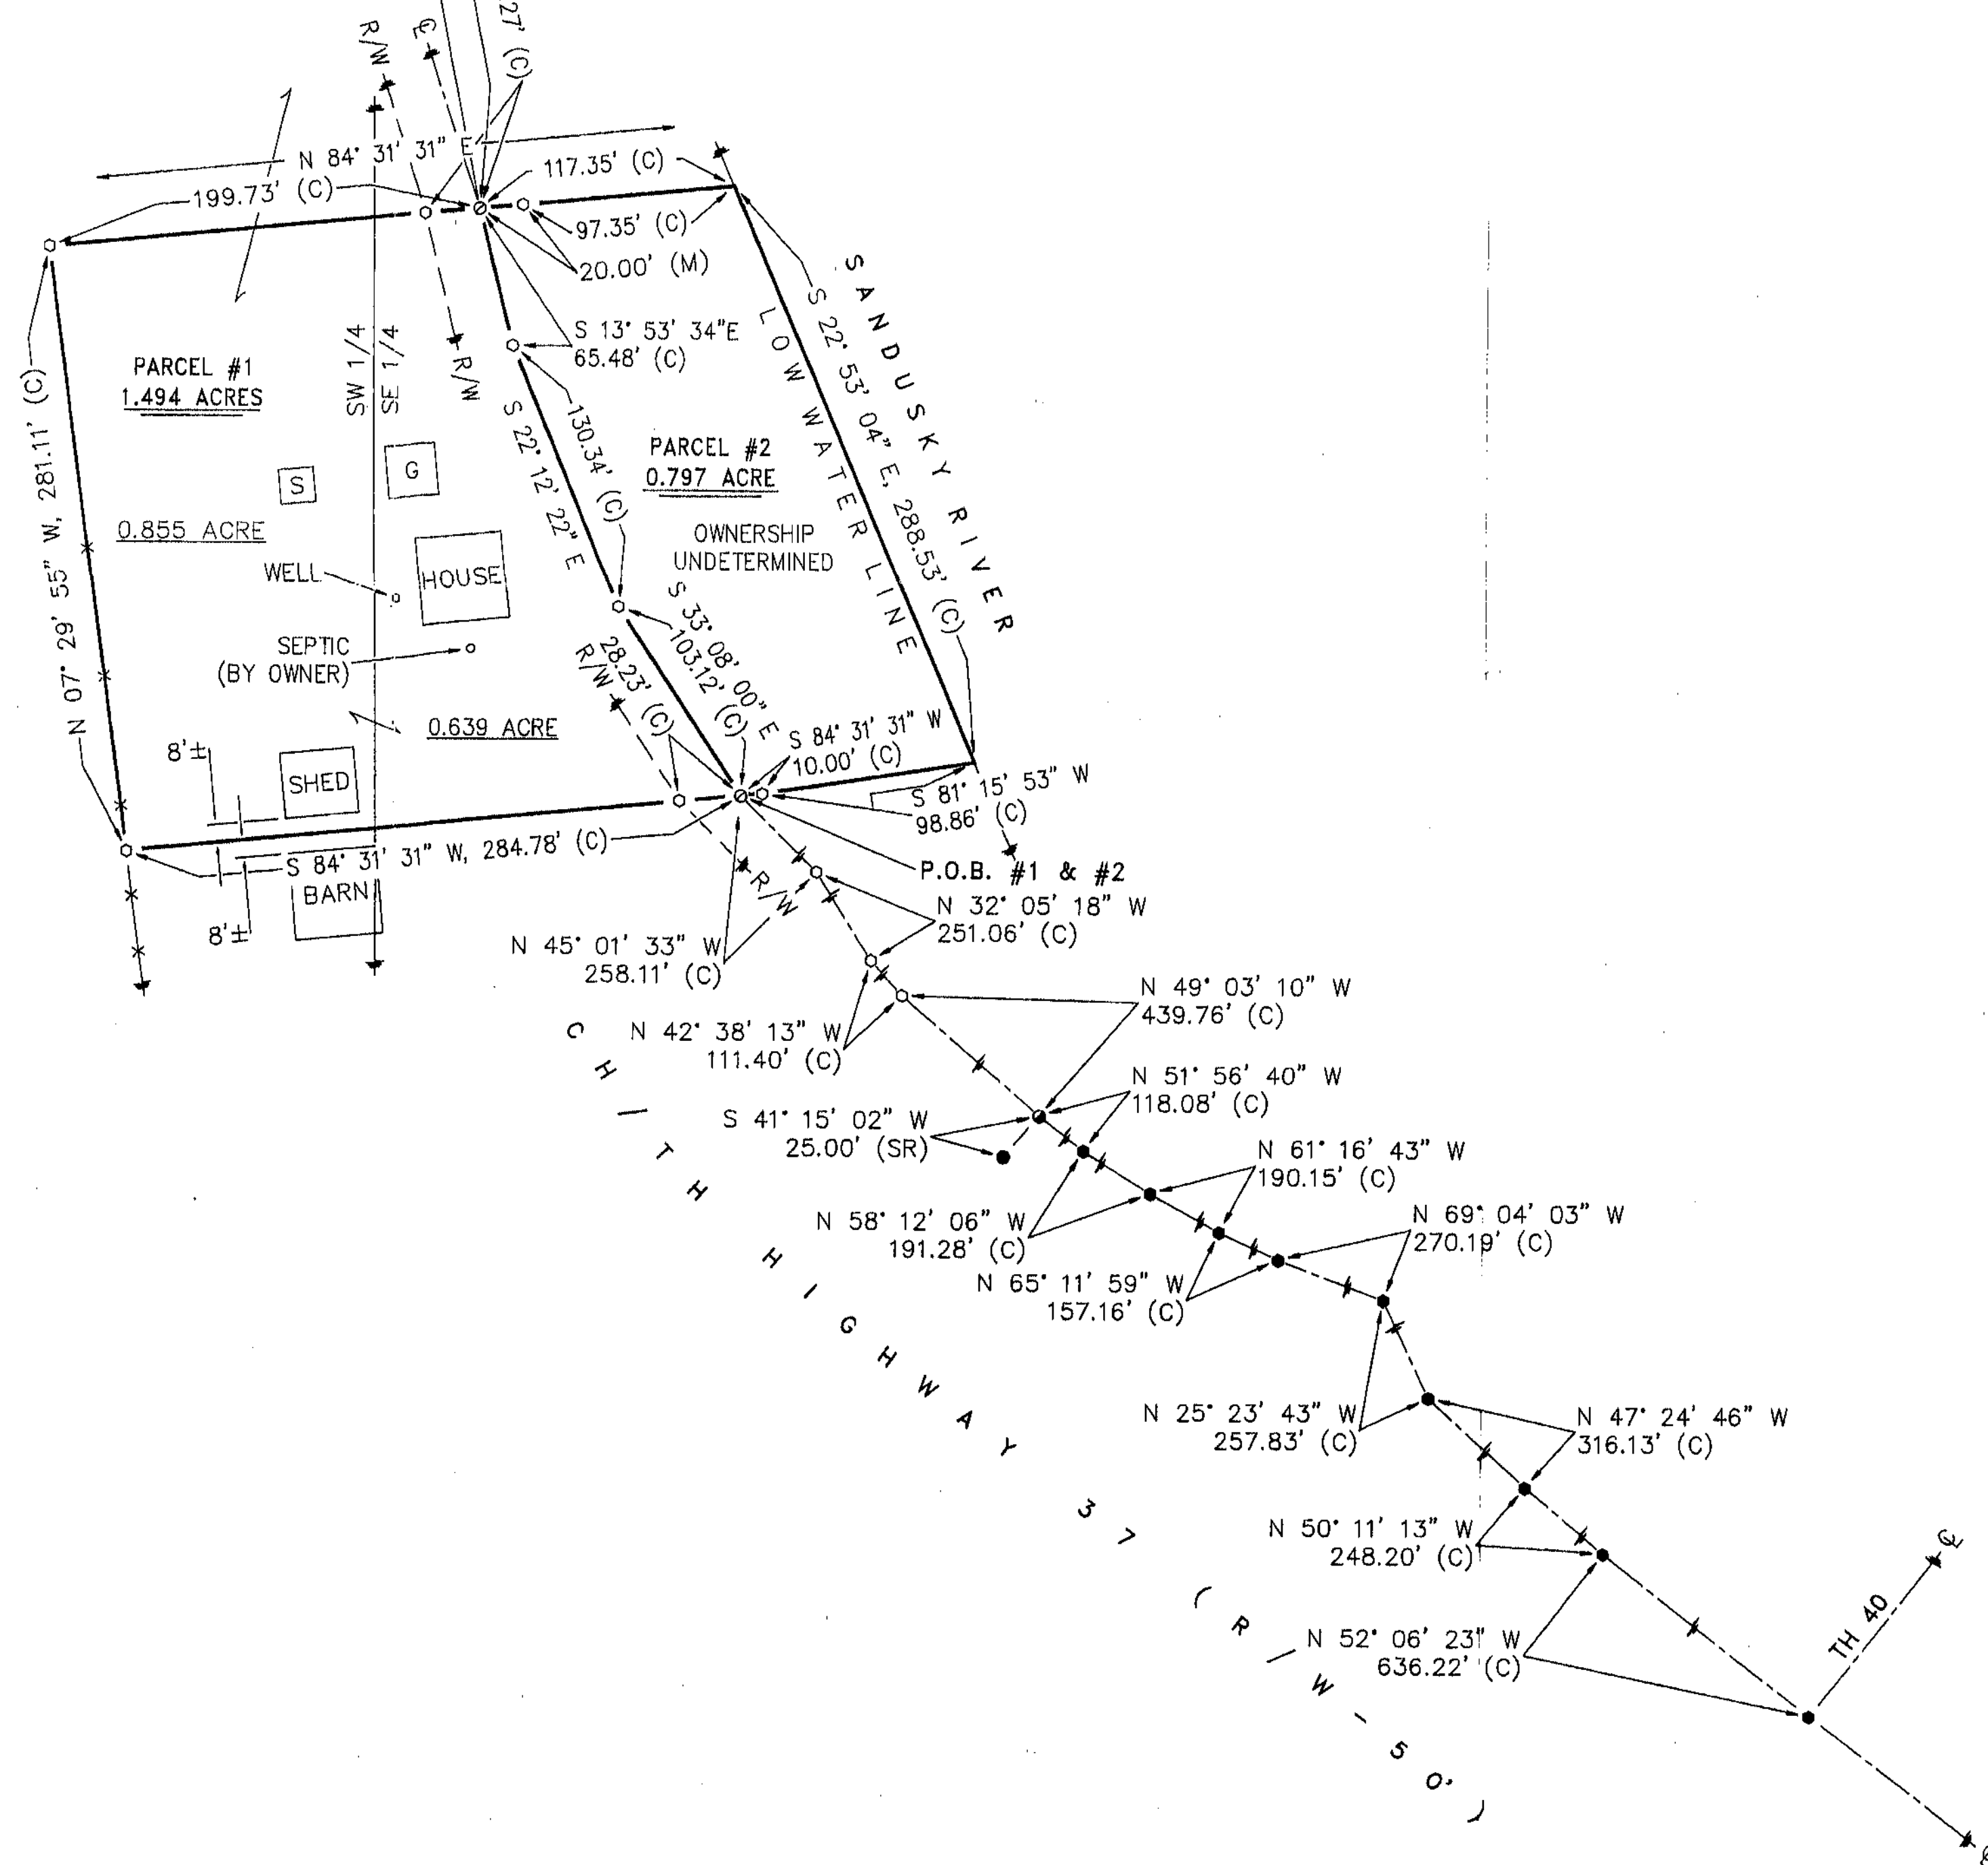 27' (C)
R/W
℄
N 84° 31' 31" E
117.35' (C)
199.73' (C)
97.35' (C)
20.00' (M)
SANDUSKY RIVER
LOW WATER LINE
S 22° 53' 04" E, 288.53' (C)
S 13° 53' 34"E
65.48' (C)
R/W
PARCEL #1
1.494 ACRES
SW 1/4
SE 1/4
N 07° 29' 55" W, 281.11' (C)
130.34' (C)
S 22° 12' 22" E
PARCEL #2
0.797 ACRE
OWNERSHIP
UNDETERMINED
S
G
0.855 ACRE
WELL
HOUSE
SEPTIC
(BY OWNER)
S 33° 08' 00" E
103.12' (C)
28.23' (C)
R/W
0.639 ACRE
8'±
SHED
S 84° 31' 31" W
10.00' (C)
S 81° 15' 53" W
98.86' (C)
S 84° 31' 31" W, 284.78' (C)
BARN
8'±
P.O.B. #1 & #2
R/W
N 32° 05' 18" W
251.06' (C)
N 45° 01' 33" W
258.11' (C)
N 49° 03' 10" W
439.76' (C)
N 42° 38' 13" W
111.40' (C)
N 51° 56' 40" W
118.08' (C)
S 41° 15' 02" W
25.00' (SR)
N 61° 16' 43" W
190.15' (C)
N 58° 12' 06" W
191.28' (C)
N 69° 04' 03" W
270.19' (C)
N 65° 11' 59" W
157.16' (C)
N 25° 23' 43" W
257.83' (C)
N 47° 24' 46" W
316.13' (C)
N 50° 11' 13" W
248.20' (C)
N 52° 06' 23" W
636.22' (C)
CHITH HIGHWAY 37 (R/W-50')
TH 40
℄